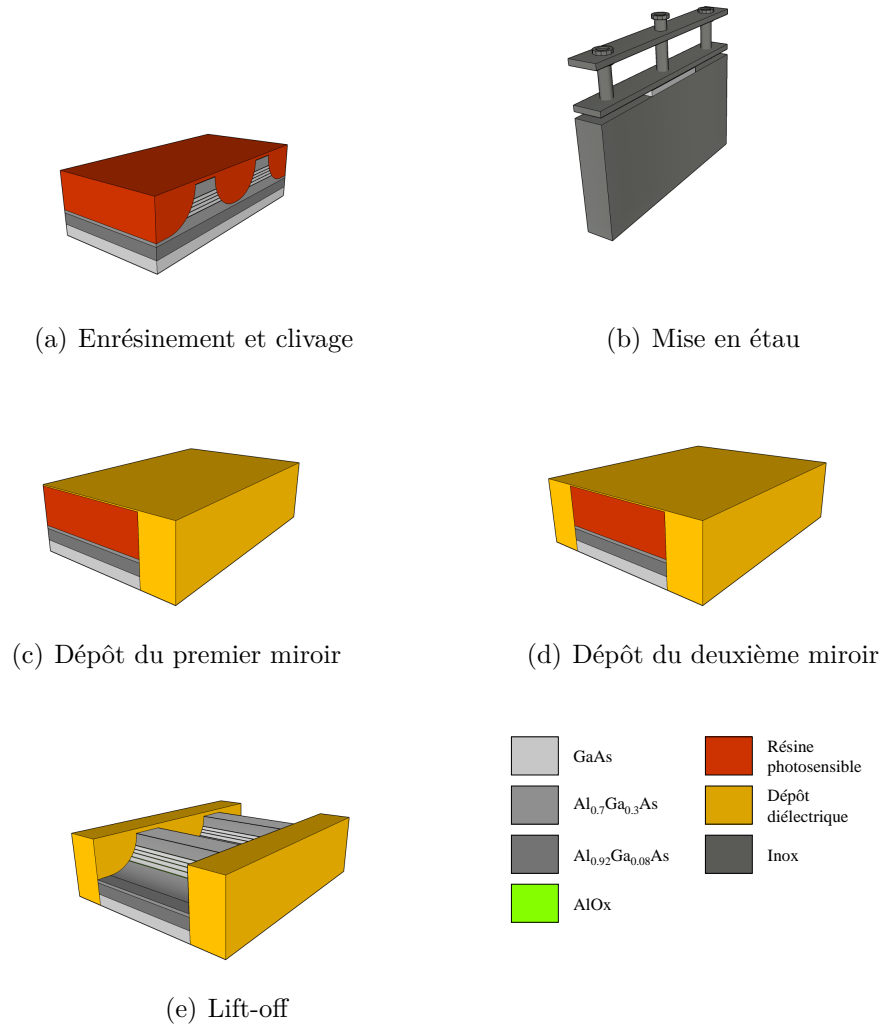 (a) Enrésinement et clivage
(b) Mise en étau
(c) Dépôt du premier miroir
(d) Dépôt du deuxième miroir
(e) Lift-off
GaAs
Al0.7Ga0.3As
Al0.92Ga0.08As
AlOx
Résine
photosensible
Dépôt
diélectrique
Inox